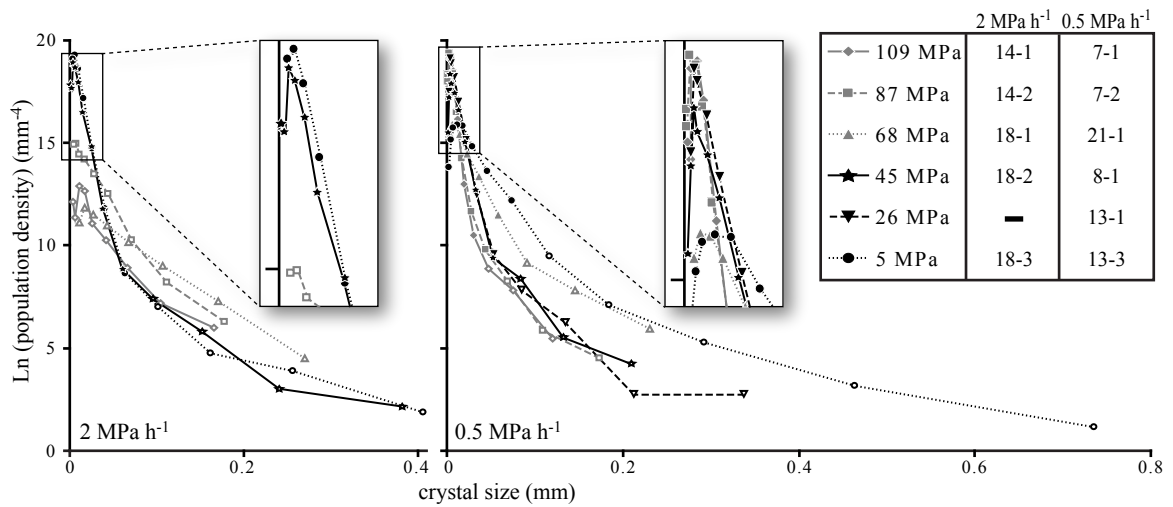 2 MPa h-1 0.5 MPa h-1
109 MPa 14-1 7-1
87 MPa 14-2 7-2
68 MPa 18-1 21-1
45 MPa 18-2 8-1
26 MPa – 13-1
5 MPa 18-3 13-3
Ln (population density) (mm-4)
20
15
10
5
0
2 MPa h-1
0.5 MPa h-1
0 0.2 0.4
0 0.2 0.4 0.6 0.8
crystal size (mm)